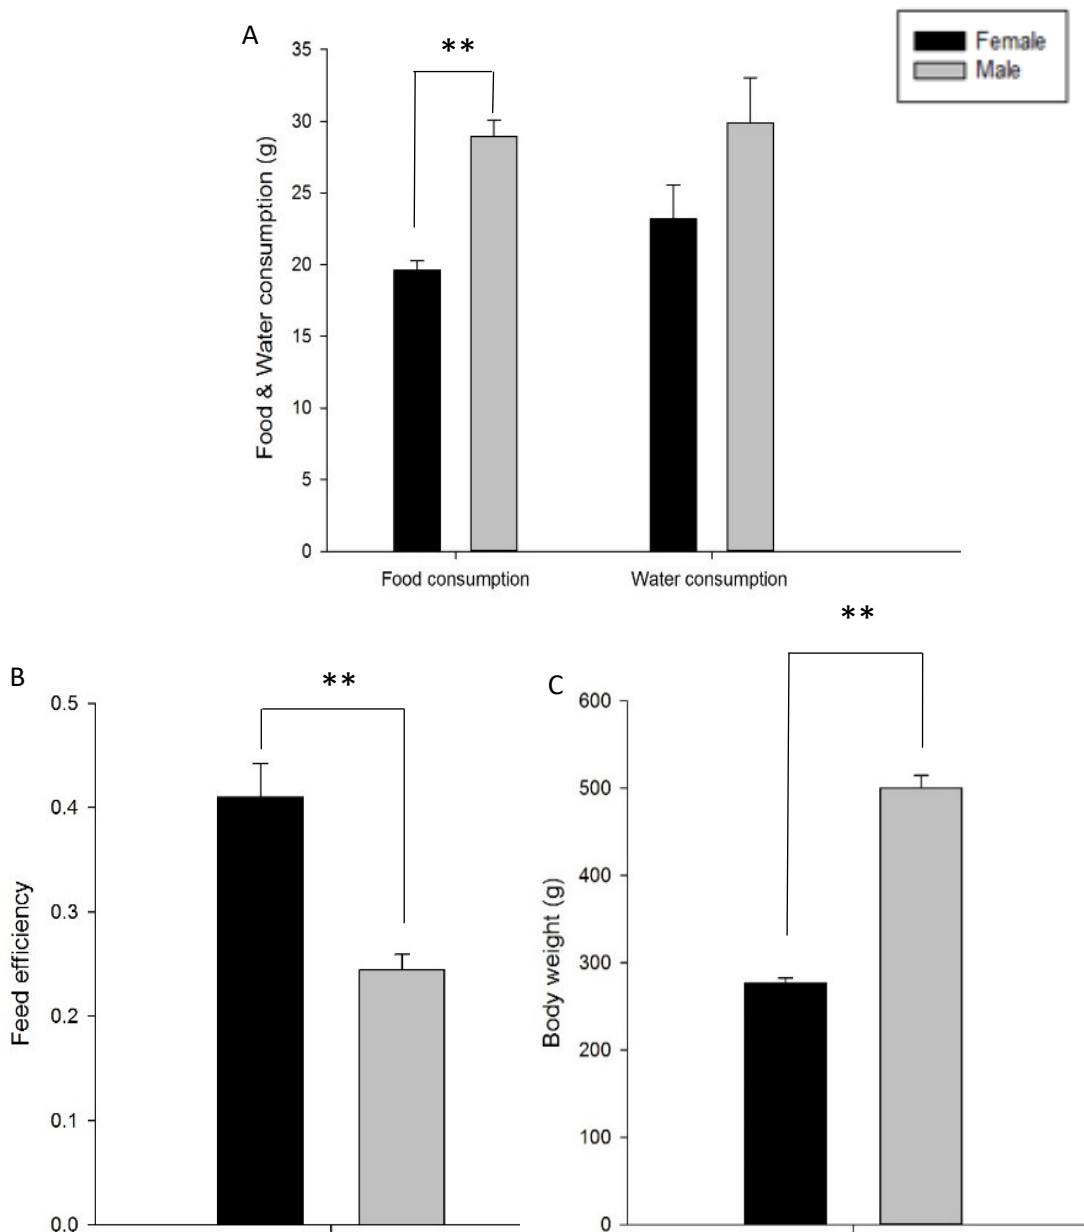 A
**
Female
Male
Food & Water consumption (g)
35
30
25
20
15
10
5
0
Food consumption
Water consumption
B
**
Feed efficiency
0.5
0.4
0.3
0.2
0.1
0.0
C
**
Body weight (g)
600
500
400
300
200
100
0